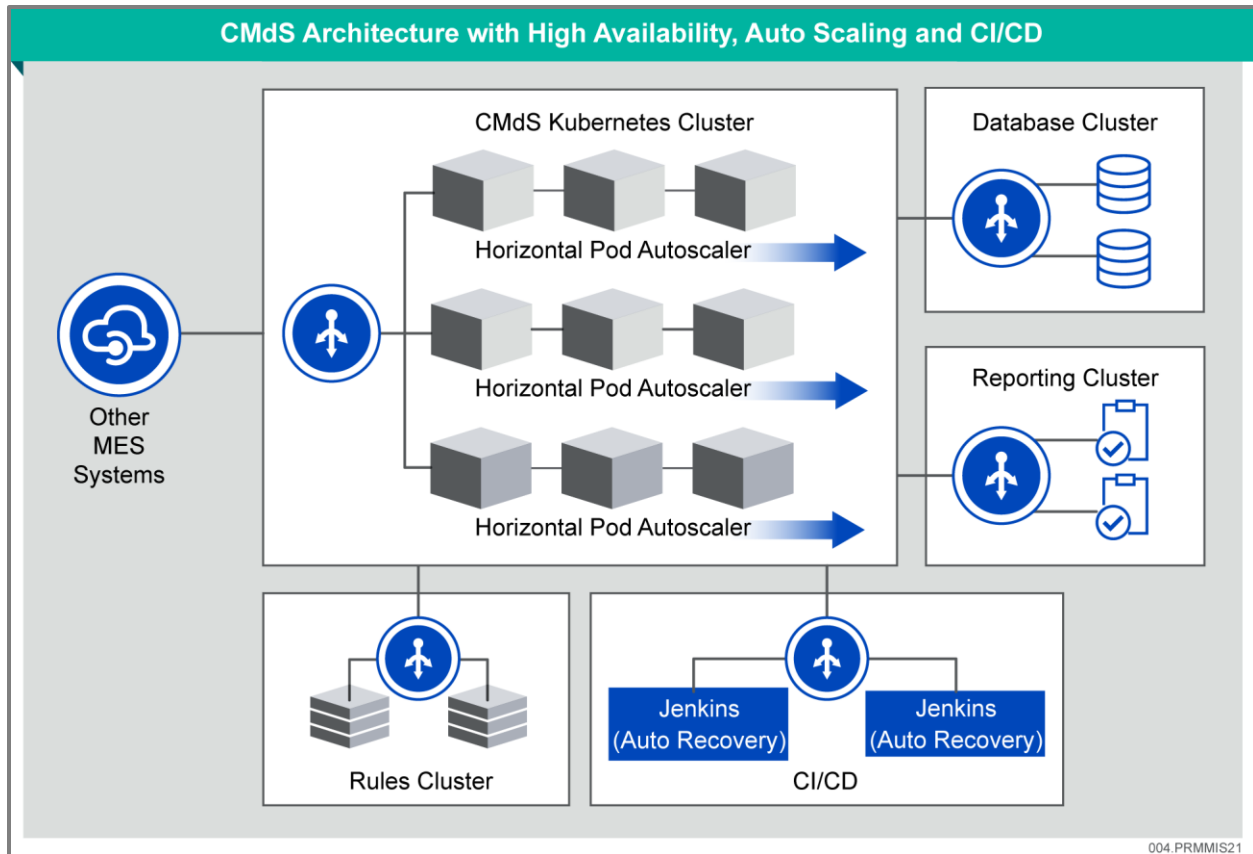 CMdS Architecture with High Availability, Auto Scaling and CI/CD
CMdS Kubernetes Cluster
Horizontal Pod Autoscaler
Horizontal Pod Autoscaler
Horizontal Pod Autoscaler
Other
MES
Systems
Database Cluster
Reporting Cluster
Rules Cluster
Jenkins
(Auto Recovery)
Jenkins
(Auto Recovery)
CI/CD
004.PRMMIS21